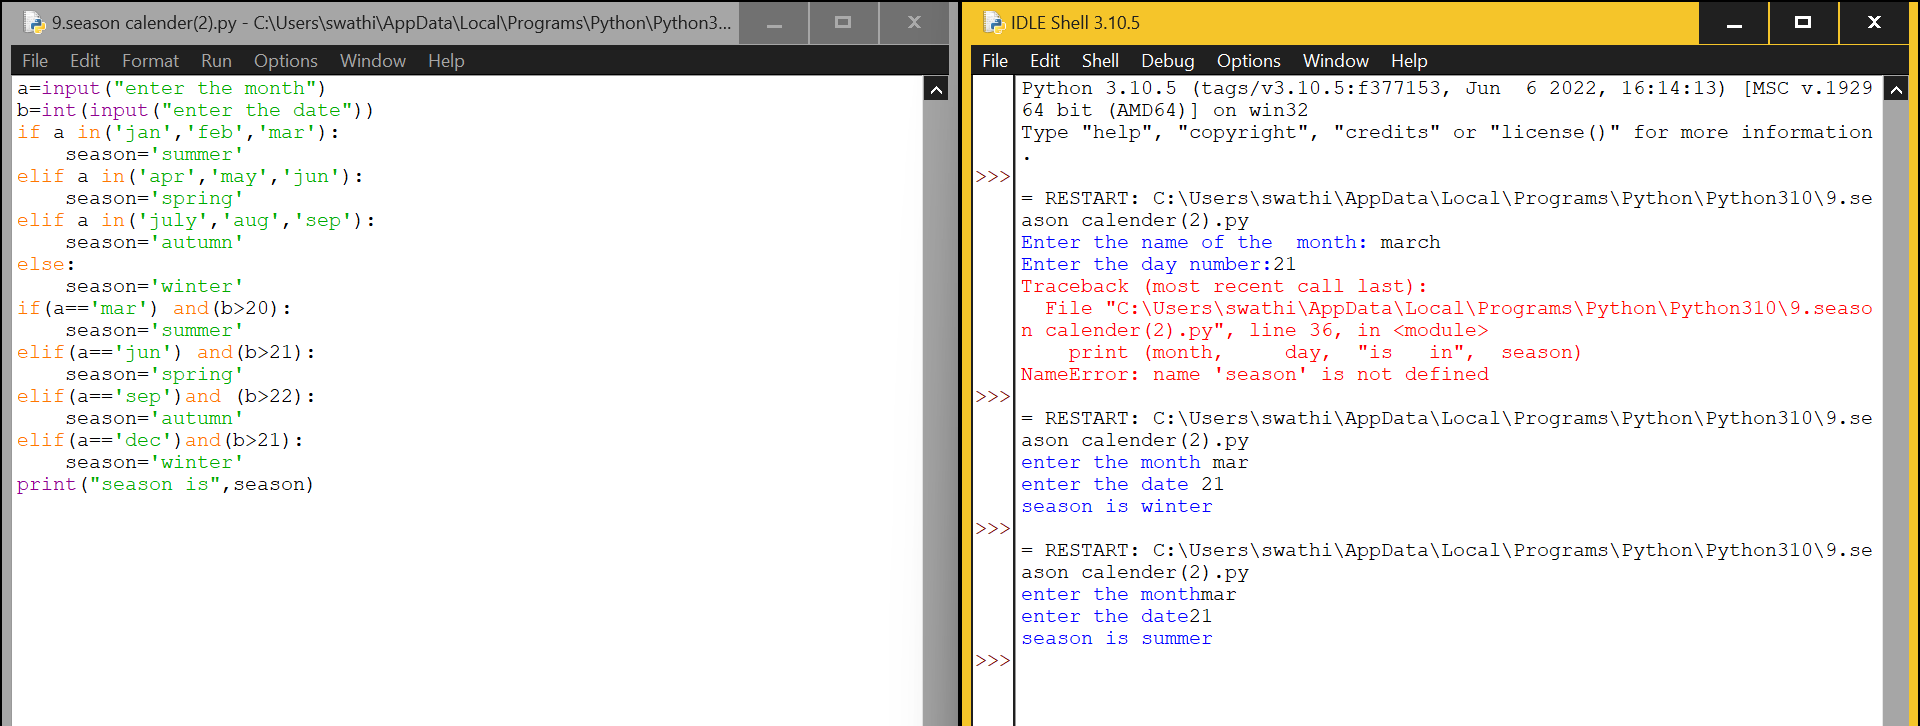 9.season calender(2).py - C:\Users\swathi\AppData\Local\Programs\Python\Python3...
File Edit Format Run Options Window Help
a=input("enter the month")
b=int(input("enter the date"))
if a in('jan','feb','mar'):
    season='summer'
elif a in('apr','may','jun'):
    season='spring'
elif a in('july','aug','sep'):
    season='autumn'
else:
    season='winter'
if(a=='mar') and(b>20):
    season='summer'
elif(a=='jun') and(b>21):
    season='spring'
elif(a=='sep')and (b>22):
    season='autumn'
elif(a=='dec')and(b>21):
    season='winter'
print("season is",season)
IDLE Shell 3.10.5
File Edit Shell Debug Options Window Help
Python 3.10.5 (tags/v3.10.5:f377153, Jun  6 2022, 16:14:13) [MSC v.1929
64 bit (AMD64)] on win32
Type "help", "copyright", "credits" or "license()" for more information
.
>>>
= RESTART: C:\Users\swathi\AppData\Local\Programs\Python\Python310\9.se
ason calender(2).py
Enter the name of the  month: march
Enter the day number:21
Traceback (most recent call last):
  File "C:\Users\swathi\AppData\Local\Programs\Python\Python310\9.seaso
n calender(2).py", line 36, in <module>
    print (month,     day,  "is   in",  season)
NameError: name 'season' is not defined
>>>
= RESTART: C:\Users\swathi\AppData\Local\Programs\Python\Python310\9.se
ason calender(2).py
enter the month mar
enter the date 21
season is winter
>>>
= RESTART: C:\Users\swathi\AppData\Local\Programs\Python\Python310\9.se
ason calender(2).py
enter the monthmar
enter the date21
season is summer
>>>